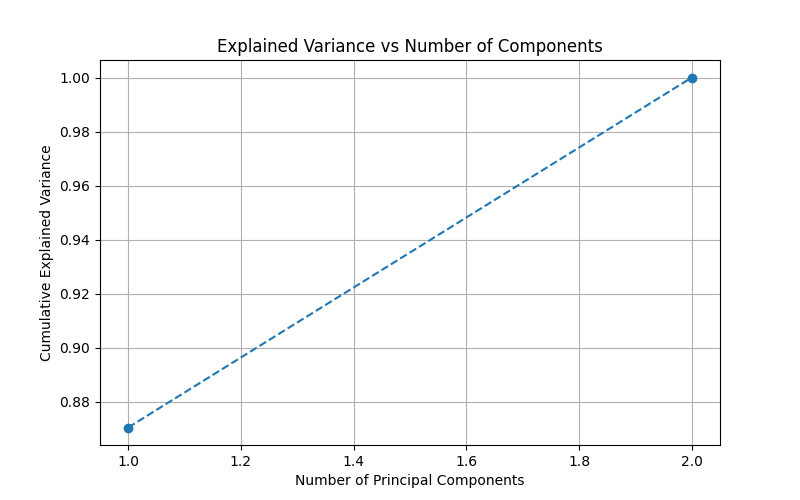 Explained Variance vs Number of Components
1.00
0.98
0.96
0.94
0.92
0.90
0.88
Cumulative Explained Variance
1.0 1.2 1.4 1.6 1.8 2.0
Number of Principal Components